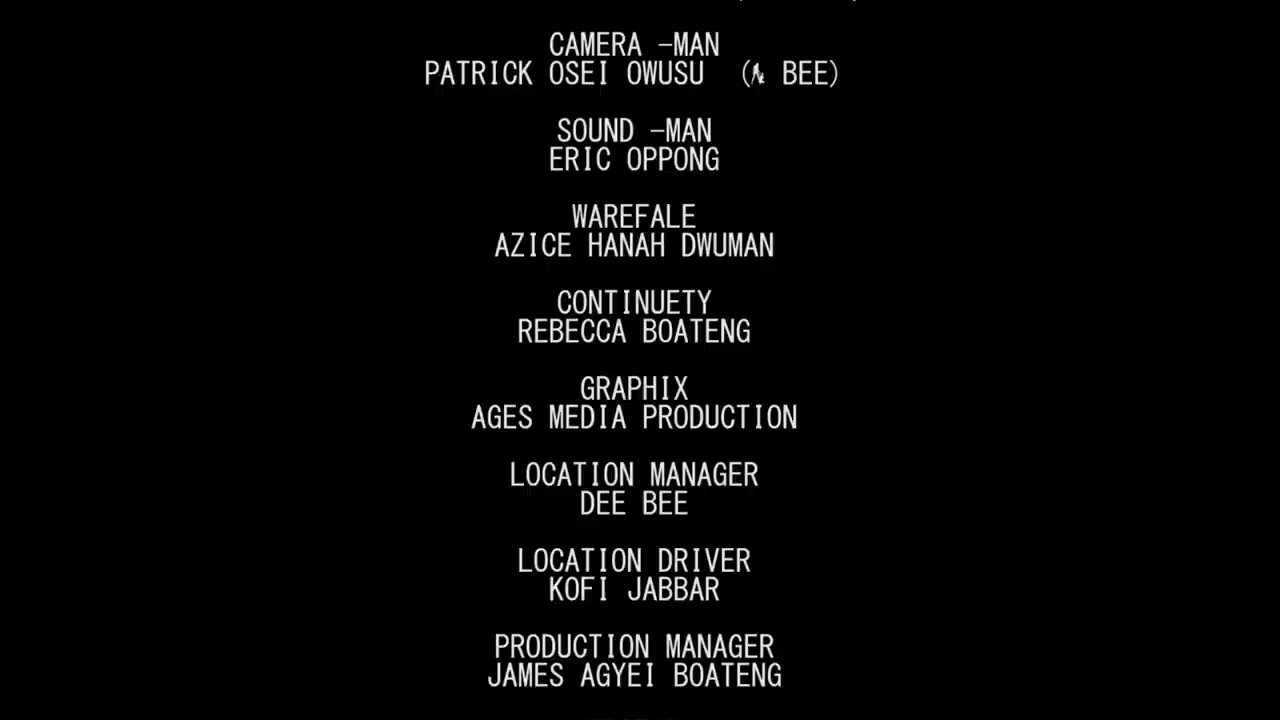 CAMERA -MAN
PATRICK OSEI OWUSU ( BEE)
SOUND -MAN
ERIC OPPONG
WAREFALE
AZICE HANAH DWUMAN
CONTINUETY
REBECCA BOATENG
GRAPHIX
AGES MEDIA PRODUCTION
LOCATION MANAGER
DEE BEE
LOCATION DRIVER
KOFI JABBAR
PRODUCTION MANAGER
JAMES AGYEI BOATENG